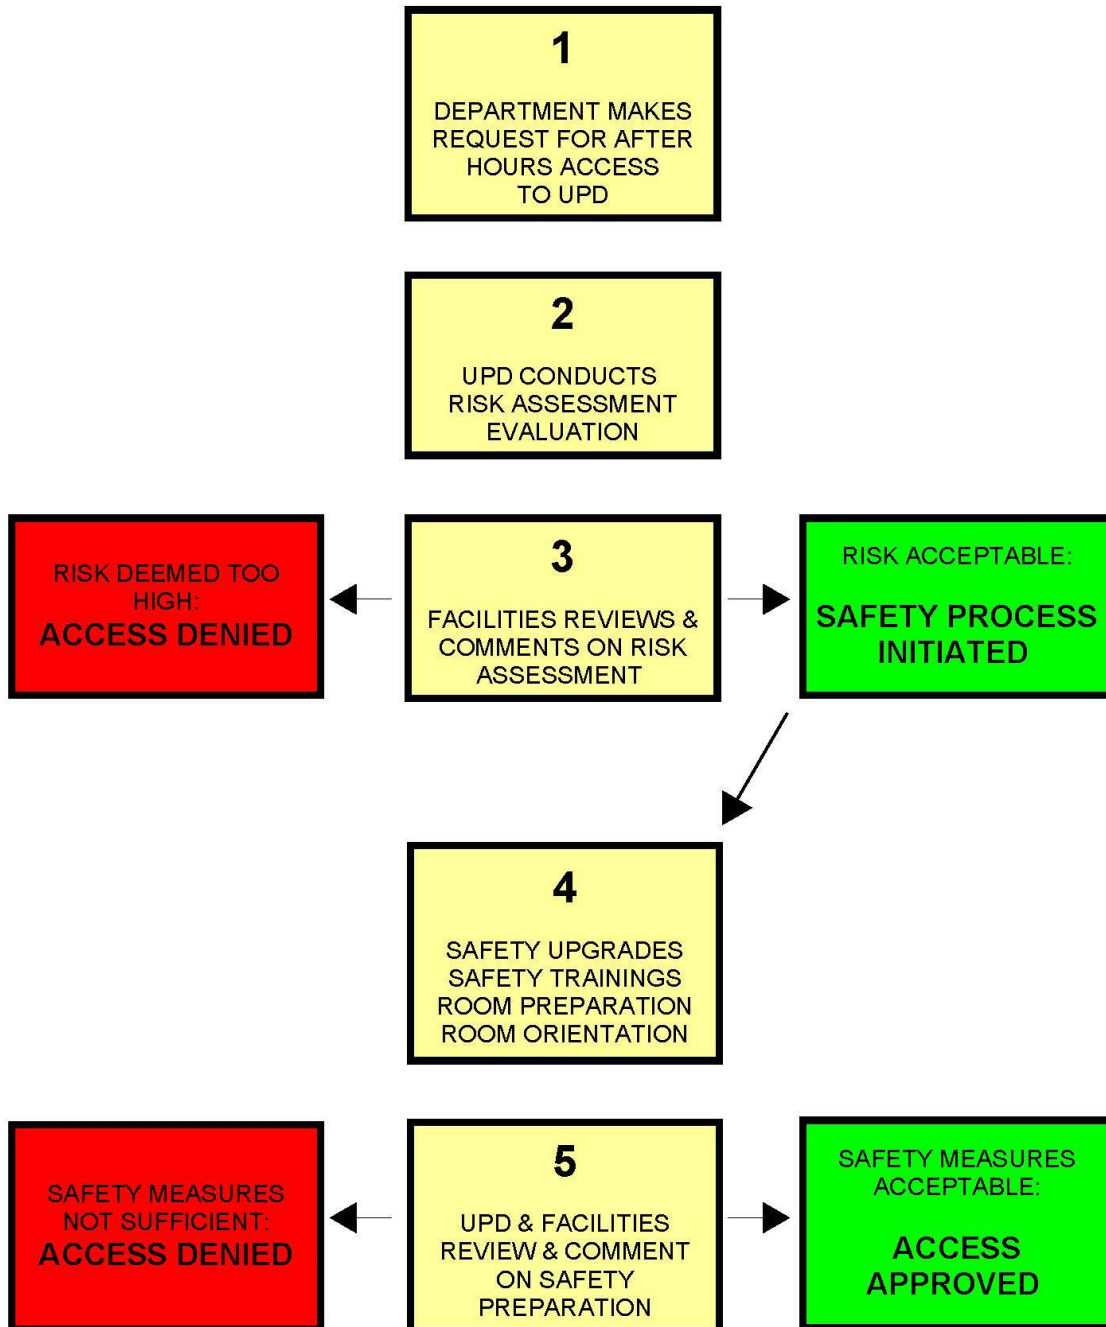 1
DEPARTMENT MAKES
REQUEST FOR AFTER
HOURS ACCESS
TO UPD
2
UPD CONDUCTS
RISK ASSESSMENT
EVALUATION
RISK DEEMED TOO
HIGH:
ACCESS DENIED
3
FACILITIES REVIEWS &
COMMENTS ON RISK
ASSESSMENT
RISK ACCEPTABLE:
SAFETY PROCESS
INITIATED
4
SAFETY UPGRADES
SAFETY TRAININGS
ROOM PREPARATION
ROOM ORIENTATION
SAFETY MEASURES
NOT SUFFICIENT:
ACCESS DENIED
5
UPD & FACILITIES
REVIEW & COMMENT
ON SAFETY
PREPARATION
SAFETY MEASURES
ACCEPTABLE:
ACCESS
APPROVED